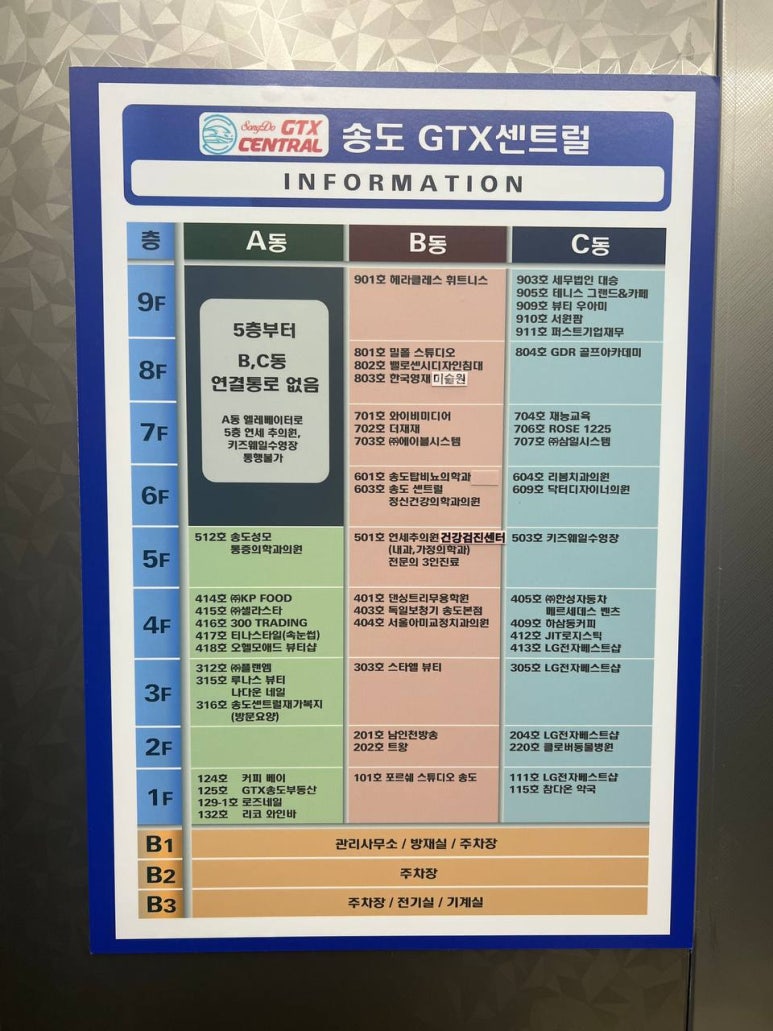 SongDo GTX
CENTRAL
송도 GTX센트럴
INFORMATION
층
A동
B동
C동
9F
5층부터
B,C동
연결통로 없음
A동 엘레베이터로
5층 연세 추의원,
키즈웨일수영장
통행불가
901호 헤라클레스 휘트니스
903호 세무법인 대승
905호 테니스 그랜드&카페
909호 뷰티 우아미
910호 서원팜
911호 퍼스트기업재무
8F
801호 밀폴 스튜디오
802호 밸로센시디자인침대
803호 한국영재미술원
804호 GDR 골프아카데미
7F
701호 와이비미디어
702호 더재재
703호 ㈜에이블시스템
704호 재능교육
706호 ROSE 1225
707호 ㈜삼일시스템
6F
601호 송도탑비뇨의학과
603호 송도 센트럴
정신건강의학과의원
604호 리봄치과의원
609호 닥터디자이너의원
5F
512호 송도성모
통증의학과의원
501호 연세추의원건강검진센터
(내과,가정의학과)
전문의 3인진료
503호 키즈웨일수영장
4F
414호 ㈜KP FOOD
415호 ㈜셀라스타
416호 300 TRADING
417호 티나스타일(속눈썹)
418호 오헬모애드 뷰티샵
401호 댄싱트리무용학원
403호 독일보청기 송도본점
404호 서울아미교정치과의원
405호 ㈜한성자동차
메르세데스 벤츠
409호 하삼동커피
412호 JIT로지스틱
413호 LG전자베스트샵
3F
312호 ㈜플랜엠
315호 루나스 뷰티
나다운 네일
316호 송도센트럴재가복지
(방문요양)
303호 스타엘 뷰티
305호 LG전자베스트샵
2F
201호 남인천방송
202호 트왕
204호 LG전자베스트샵
220호 클로버동물병원
1F
124호 커피 베이
125호 GTX송도부동산
129-1호 로즈네일
132호 리코 와인바
101호 포르쉐 스튜디오 송도
111호 LG전자베스트샵
115호 참다온 약국
B1
관리사무소 / 방재실 / 주차장
B2
주차장
B3
주차장 / 전기실 / 기계실